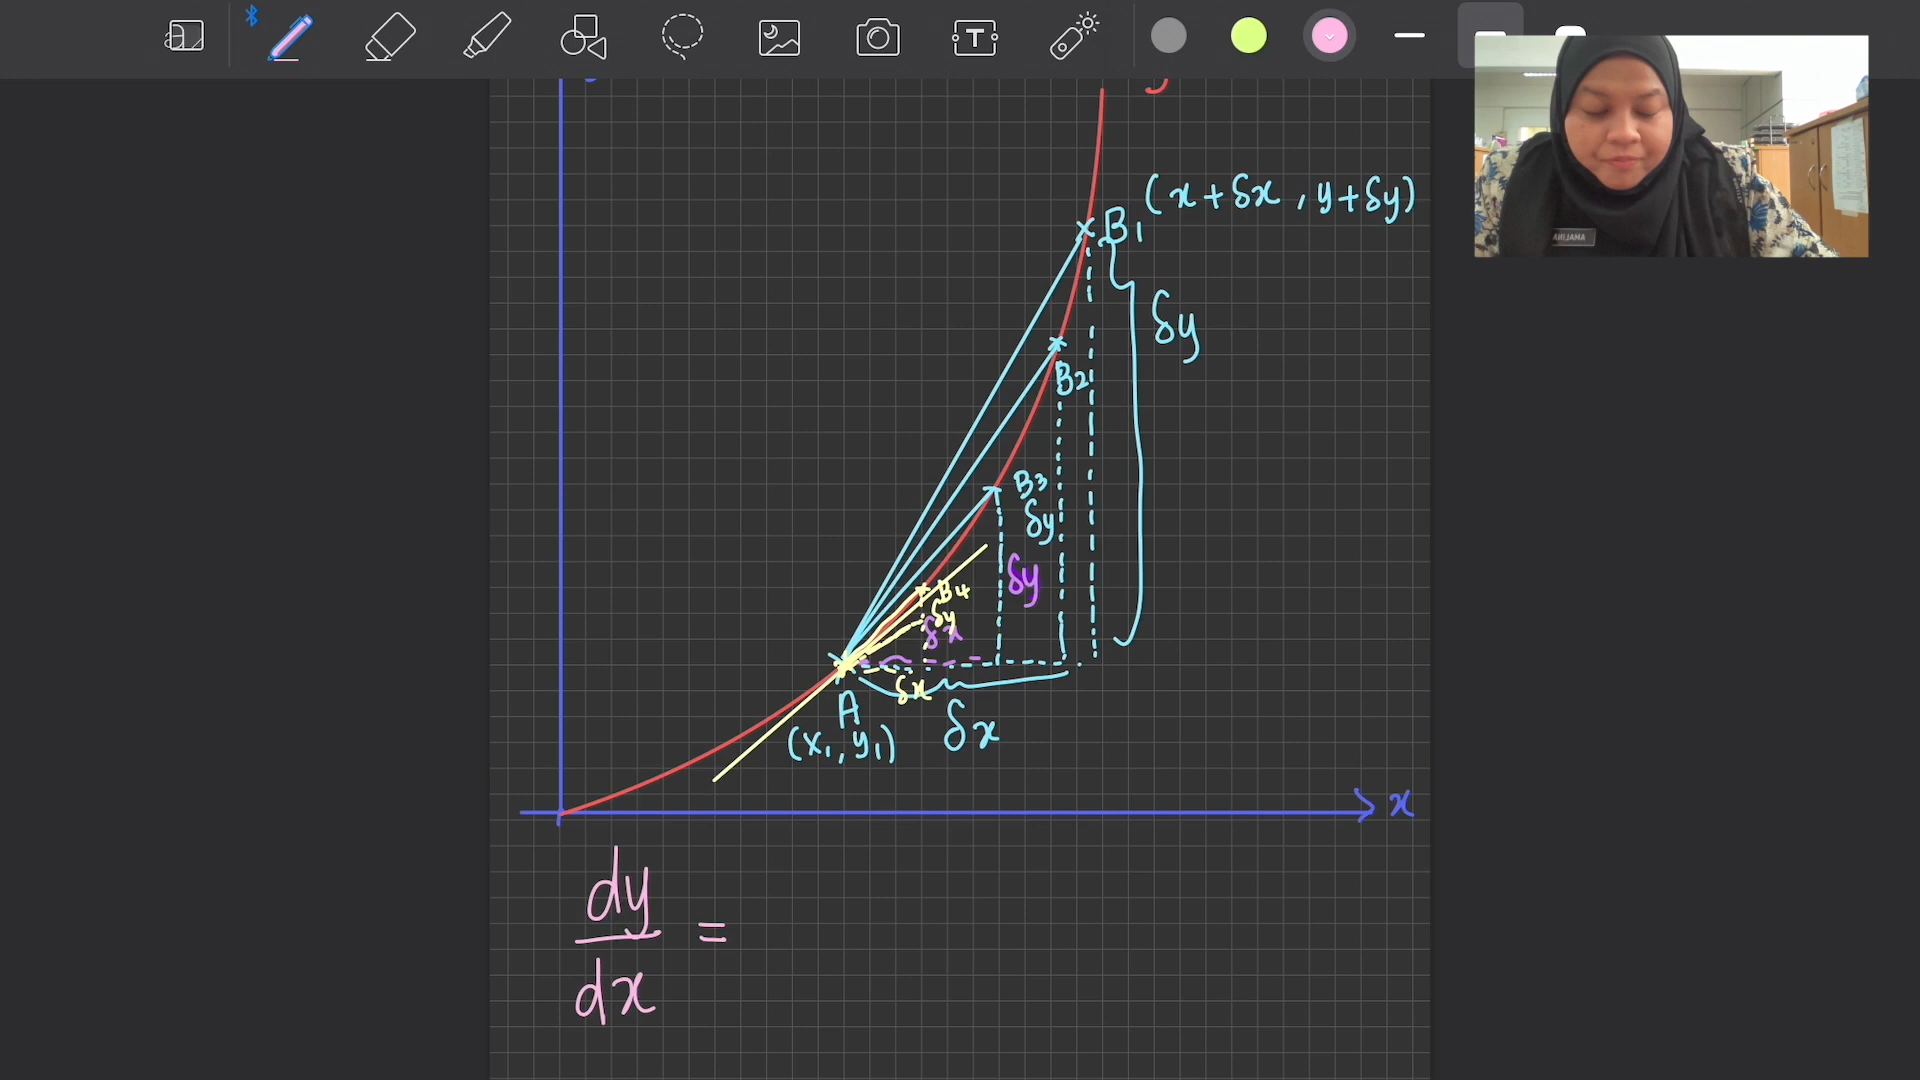 T
(x + δx , y + δy)
B1
δy
B2
B3
δy
δy
B4
δy
δx
δx
A
δx
(x1, y1)
x
dy/dx =